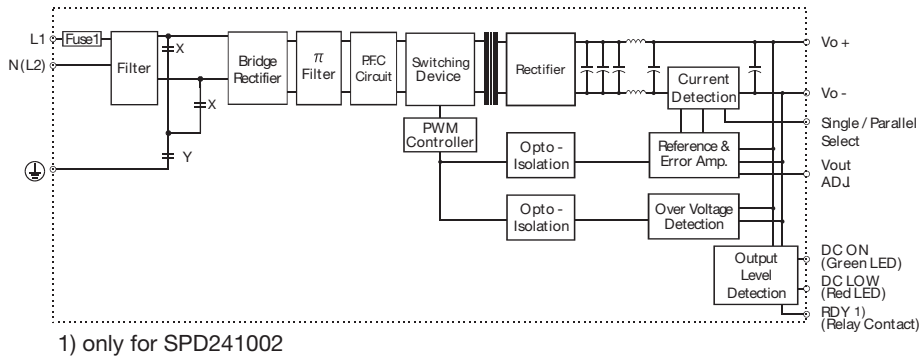 L1
Fuse1
N(L2)
Filter
X
X
Y
Bridge
Rectifier
π
Filter
P.F.C
Circuit
Switching
Device
PWM
Controller
Rectifier
Current
Detection
Opto -
Isolation
Reference &
Error Amp.
Opto -
Isolation
Over Voltage
Detection
Output
Level
Detection
Vo +
Vo -
Single / Parallel
Select
Vout
ADJ.
DC ON
(Green LED)
DC LOW
(Red LED)
RDY 1)
(Relay Contact)
1) only for SPD241002